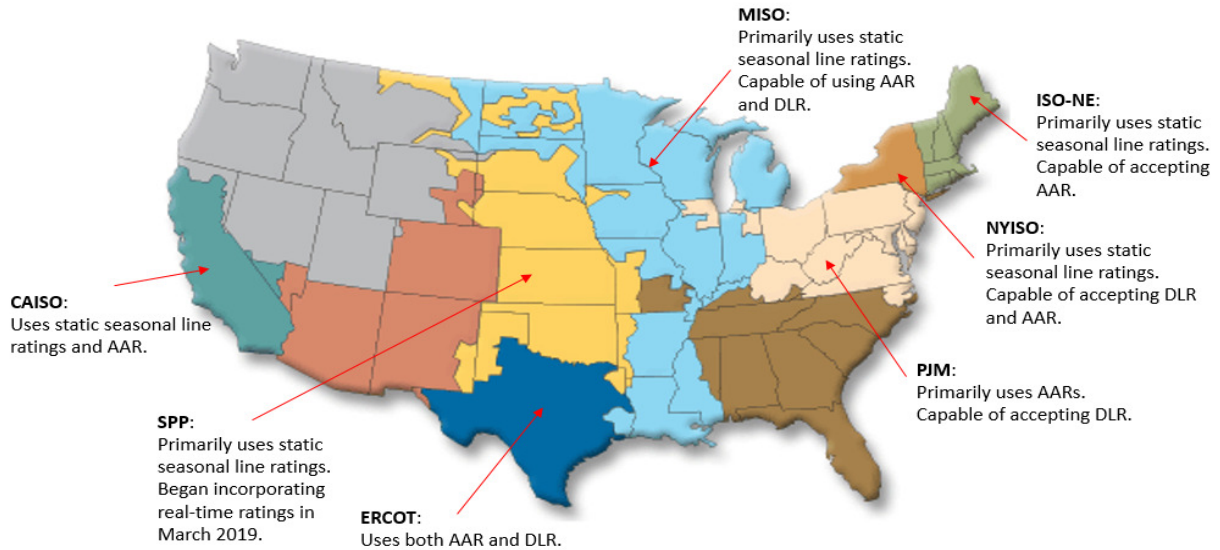 MISO:
Primarily uses static
seasonal line ratings.
Capable of using AAR
and DLR.
ISO-NE:
Primarily uses static
seasonal line ratings.
Capable of accepting
AAR.
NYISO:
Primarily uses static
seasonal line ratings.
Capable of accepting DLR
and AAR.
CAISO:
Uses static seasonal line
ratings and AAR.
PJM:
Primarily uses AARs.
Capable of accepting DLR.
SPP:
Primarily uses static
seasonal line ratings.
Began incorporating
real-time ratings in
March 2019.
ERCOT:
Uses both AAR and DLR.